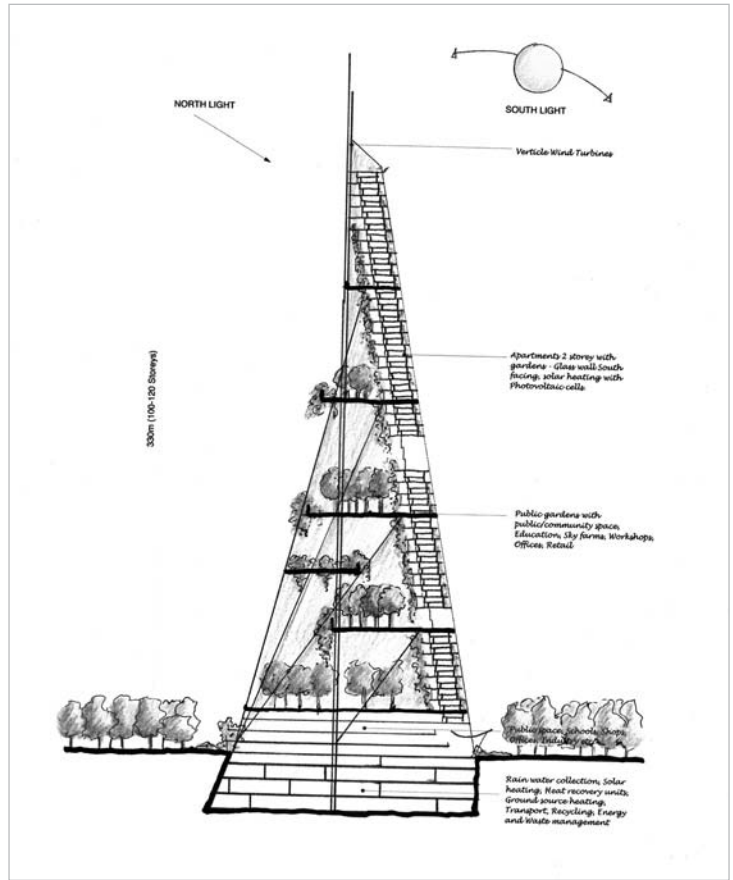 NORTH LIGHT
SOUTH LIGHT
Verticle Wind Turbines
330m (100-120 Storeys)
Apartments 2 storey with
gardens - Glass wall South
facing, solar heating with
Photovoltaic cells
Public gardens with
public/community space,
Education, Sky farms, Workshops,
Offices, Retail
Public space, Schools, Shops
Offices, Industry
Rain water collection, Solar
heating, Heat recovery units,
Ground source heating,
Transport, Recycling, Energy
and Waste management